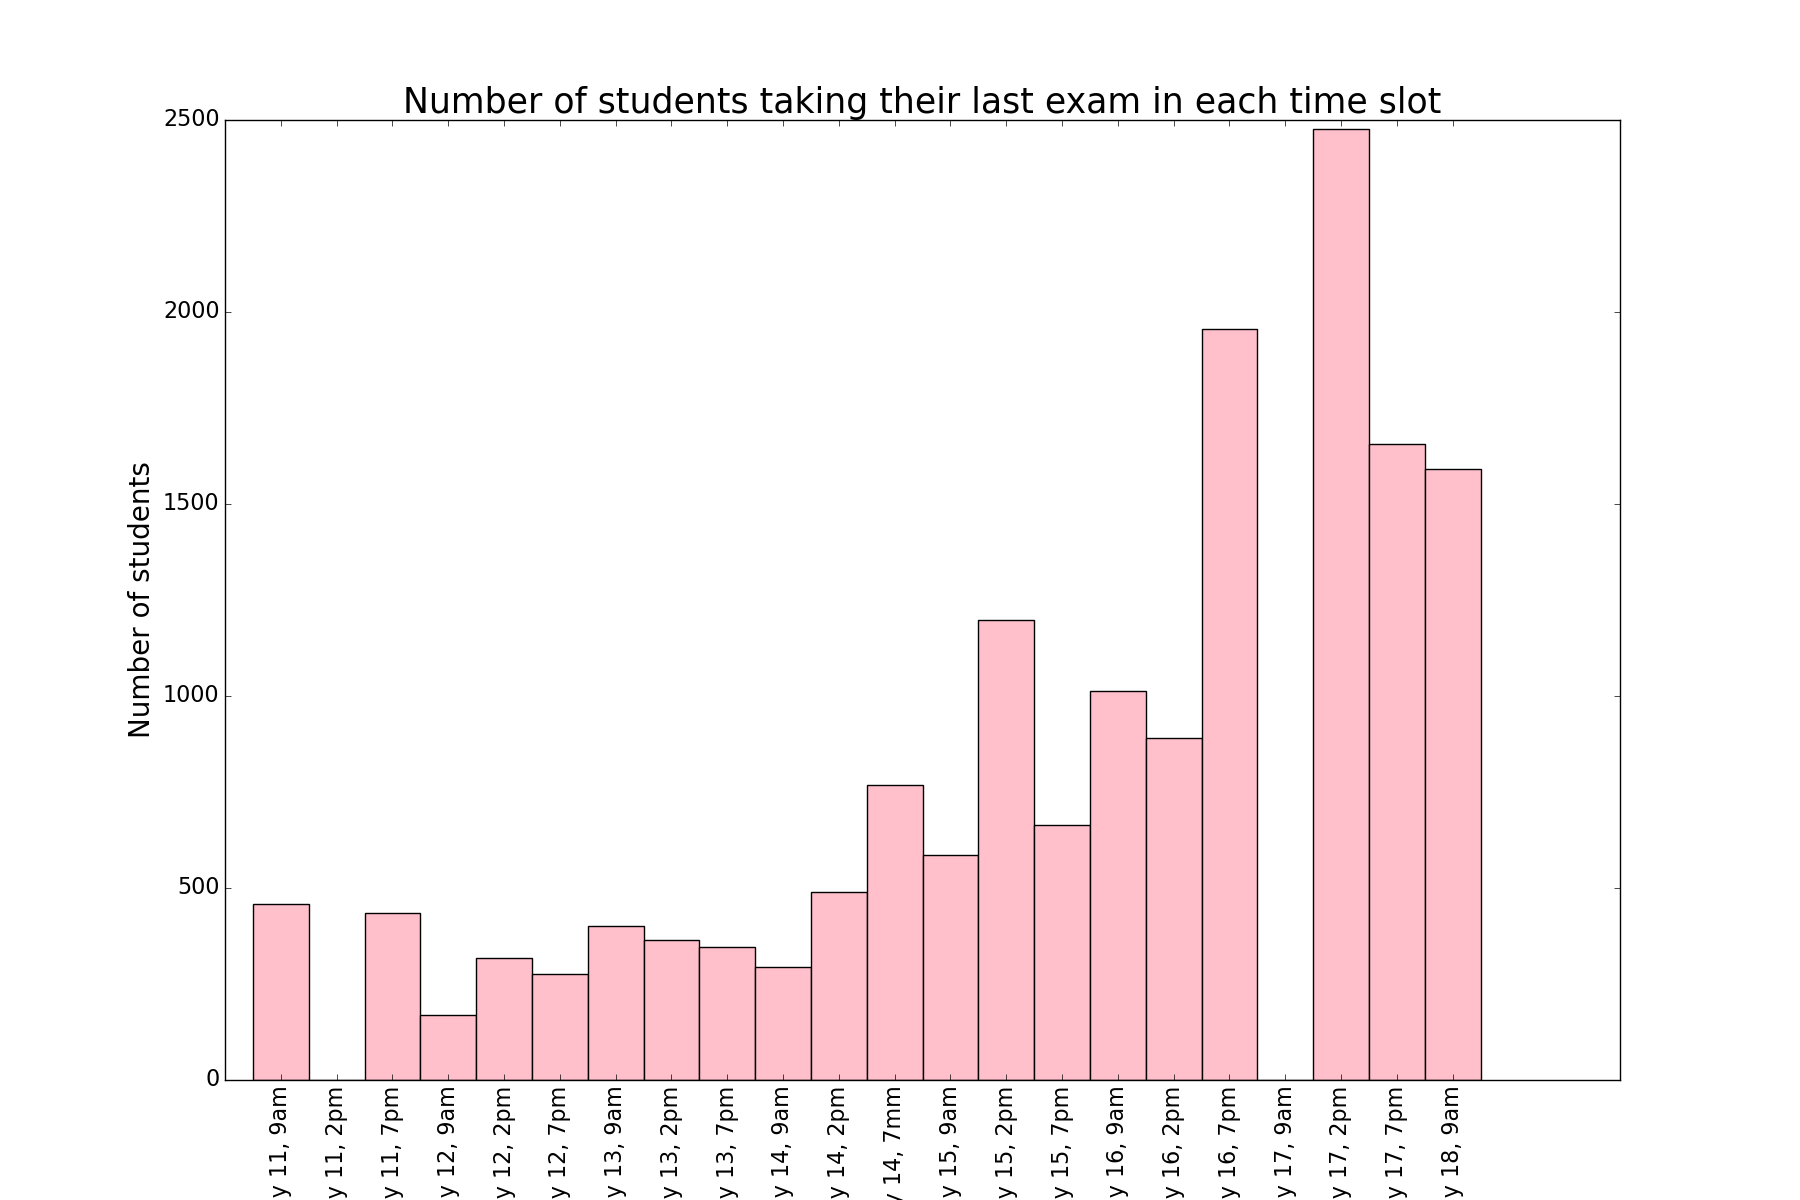 Number of students taking their last exam in each time slot
Number of students
2500
2000
1500
1000
500
0
y 11, 9am
y 11, 2pm
y 11, 7pm
y 12, 9am
y 12, 2pm
y 12, 7pm
y 13, 9am
y 13, 2pm
y 13, 7pm
y 14, 9am
y 14, 2pm
y 14, 7mm
y 15, 9am
y 15, 2pm
y 15, 7pm
y 16, 9am
y 16, 2pm
y 16, 7pm
y 17, 9am
y 17, 2pm
y 17, 7pm
y 18, 9am